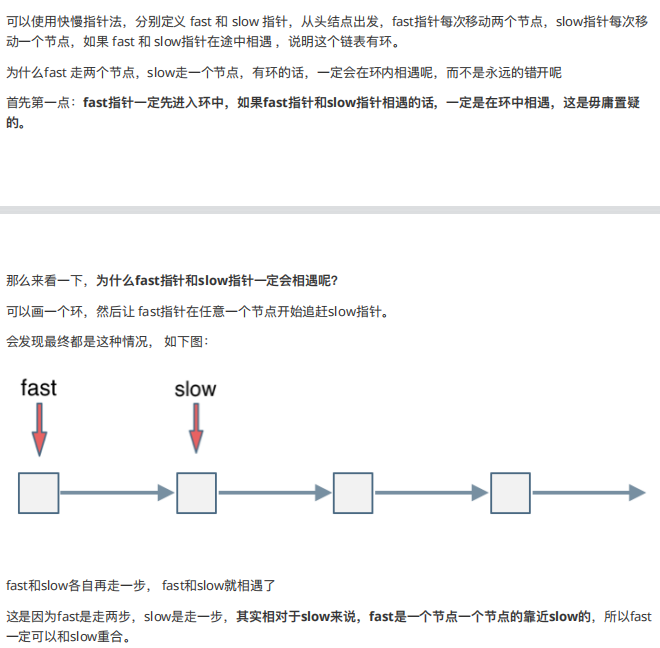 可以使用快慢指针法，分别定义 fast 和 slow 指针，从头结点出发，fast指针每次移动两个节点，slow指针每次移
动一个节点，如果 fast 和 slow指针在途中相遇 ，说明这个链表有环。
为什么fast 走两个节点，slow走一个节点，有环的话，一定会在环内相遇呢，而不是永远的错开呢
首先第一点：fast指针一定先进入环中，如果fast指针和slow指针相遇的话，一定是在环中相遇，这是毋庸置疑
的。
那么来看一下，为什么fast指针和slow指针一定会相遇呢？
可以画一个环，然后让 fast指针在任意一个节点开始追赶slow指针。
会发现最终都是这种情况， 如下图：
fast slow
fast和slow各自再走一步， fast和slow就相遇了
这是因为fast是走两步，slow是走一步，其实相对于slow来说，fast是一个节点一个节点的靠近slow的，所以fast
一定可以和slow重合。